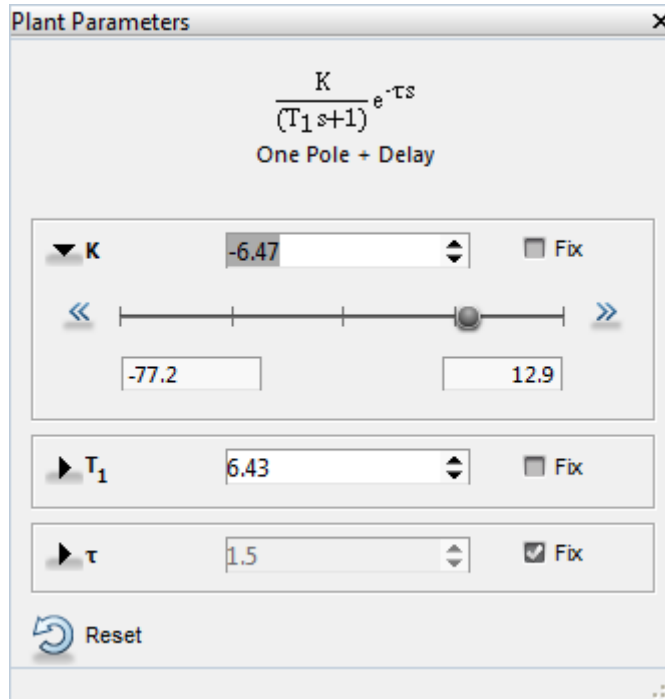 Plant Parameters
K
(T₁s+1)
e-τs
One Pole + Delay
K -6.47 Fix
-77.2 12.9
T₁ 6.43 Fix
τ 1.5 Fix
Reset